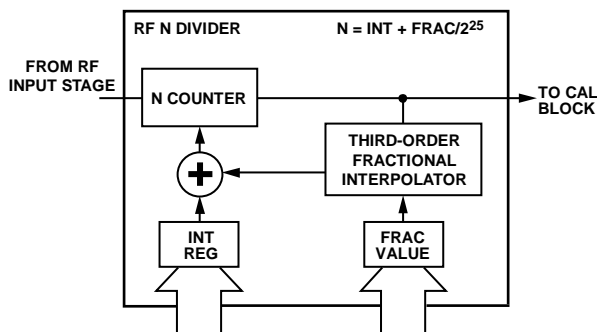 RF N DIVIDER
N = INT + FRAC/2²⁵
FROM RF
INPUT STAGE
N COUNTER
TO CAL
BLOCK
THIRD-ORDER
FRACTIONAL
INTERPOLATOR
+
INT
REG
FRAC
VALUE